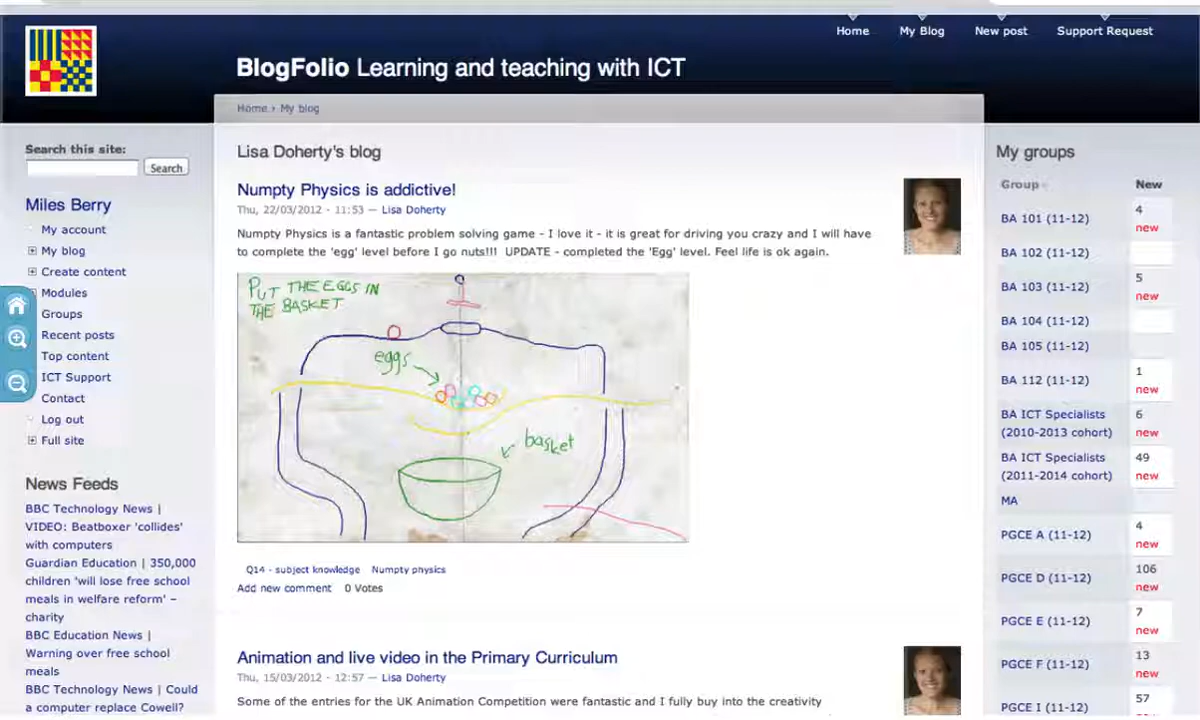 Home
My Blog
New post
Support Request
BlogFolio Learning and teaching with ICT
Home › My blog
Search this site:
Search
Miles Berry
My account
My blog
Create content
Modules
Groups
Recent posts
Top content
ICT Support
Contact
Log out
Full site
News Feeds
BBC Technology News |
VIDEO: Beatboxer 'collides'
with computers
Guardian Education | 350,000
children 'will lose free school
meals in welfare reform' –
charity
BBC Education News |
Warning over free school
meals
BBC Technology News | Could
a computer replace Cowell?
Lisa Doherty's blog
Numpty Physics is addictive!
Thu, 22/03/2012 - 11:53 — Lisa Doherty
Numpty Physics is a fantastic problem solving game - I love it - it is great for driving you crazy and I will have
to complete the 'egg' level before I go nuts!!! UPDATE - completed the 'Egg' level. Feel life is ok again.
PUT THE EGGS IN
THE BASKET
eggs
basket
Q14 - subject knowledge Numpty physics
Add new comment 0 Votes
Animation and live video in the Primary Curriculum
Thu, 15/03/2012 - 12:57 — Lisa Doherty
Some of the entries for the UK Animation Competition were fantastic and I fully buy into the creativity
My groups
Group New
BA 101 (11-12) 4
new
BA 102 (11-12)
BA 103 (11-12) 5
new
BA 104 (11-12)
BA 105 (11-12)
BA 112 (11-12) 1
new
BA ICT Specialists 6
(2010-2013 cohort) new
BA ICT Specialists 49
(2011-2014 cohort) new
MA
PGCE A (11-12) 4
new
PGCE D (11-12) 106
new
PGCE E (11-12) 7
new
PGCE F (11-12) 13
new
PGCE I (11-12) 57